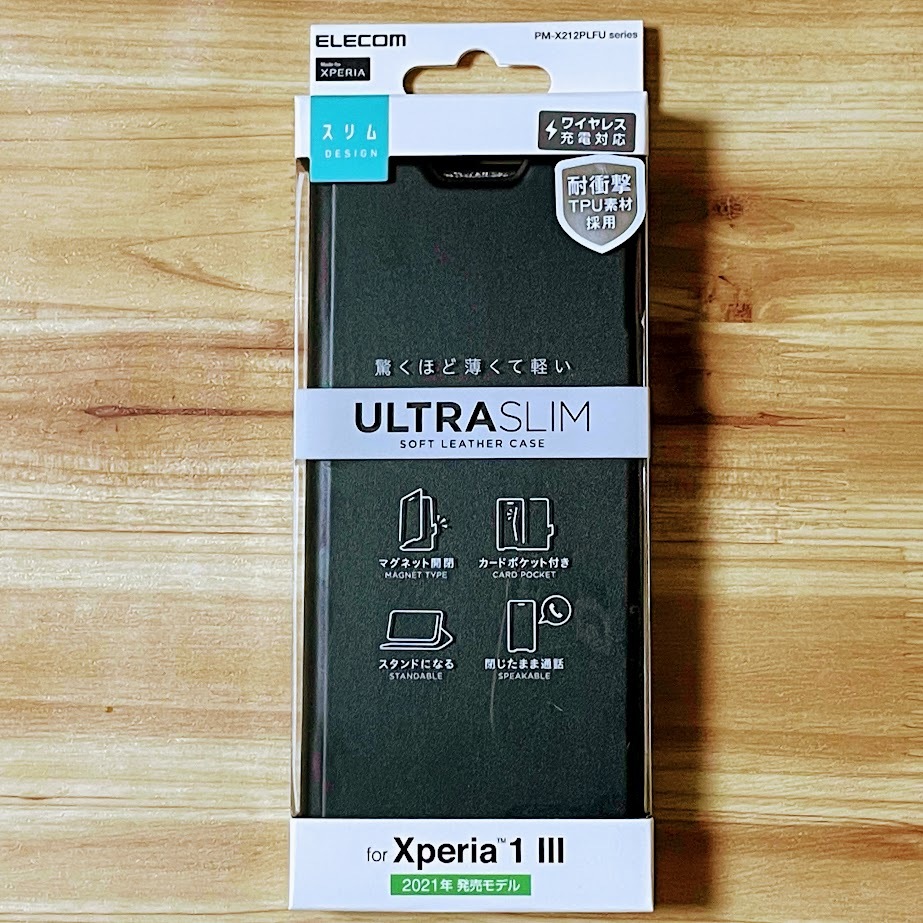 ELECOM
PM-X212PLFU series
Made for
XPERIA
スリム
DESIGN
ワイヤレス
充電対応
耐衝撃
TPU素材
採用
驚くほど薄くて軽い
ULTRASLIM
SOFT LEATHER CASE
マグネット開閉
MAGNET TYPE
カードポケット付き
CARD POCKET
スタンドになる
STANDABLE
閉じたまま通話
SPEAKABLE
for Xperia™ 1 III
2021年 発売モデル